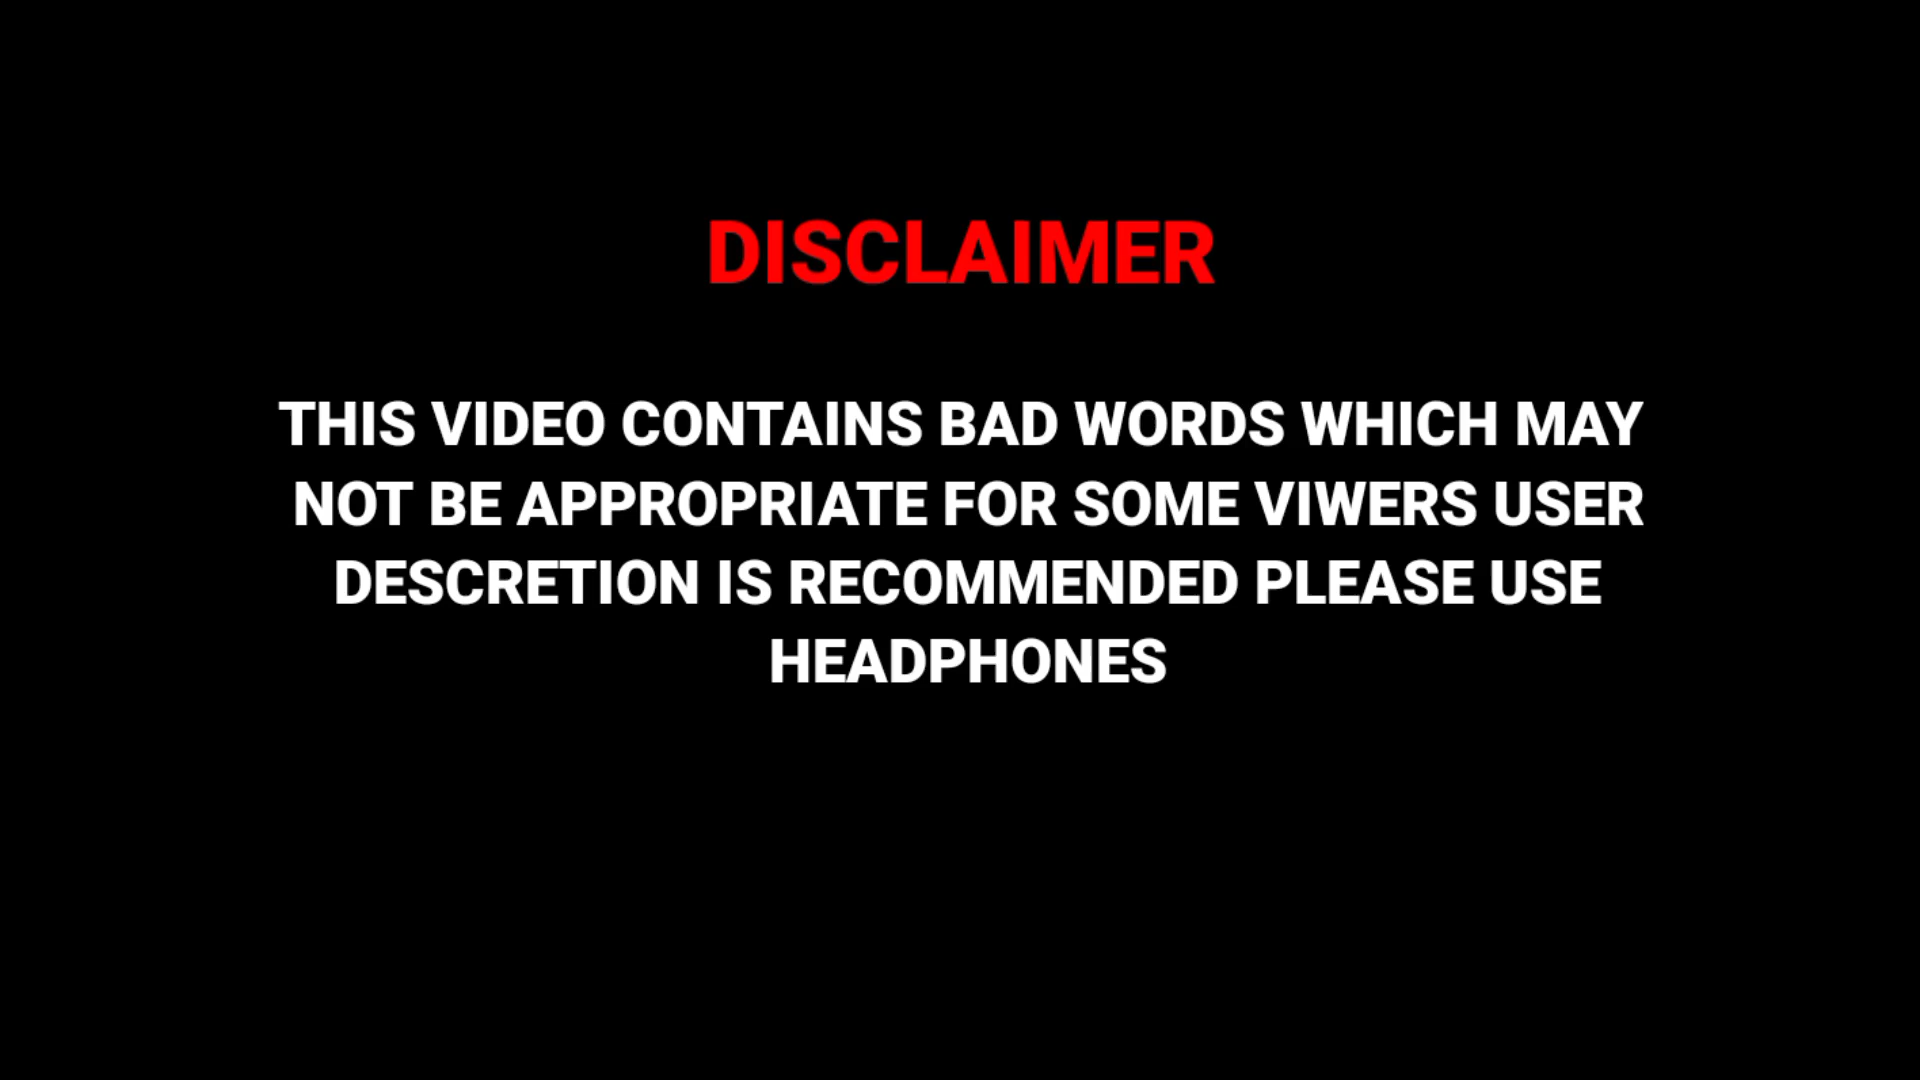 DISCLAIMER
THIS VIDEO CONTAINS BAD WORDS WHICH MAY
NOT BE APPROPRIATE FOR SOME VIWERS USER
DESCRETION IS RECOMMENDED PLEASE USE
HEADPHONES